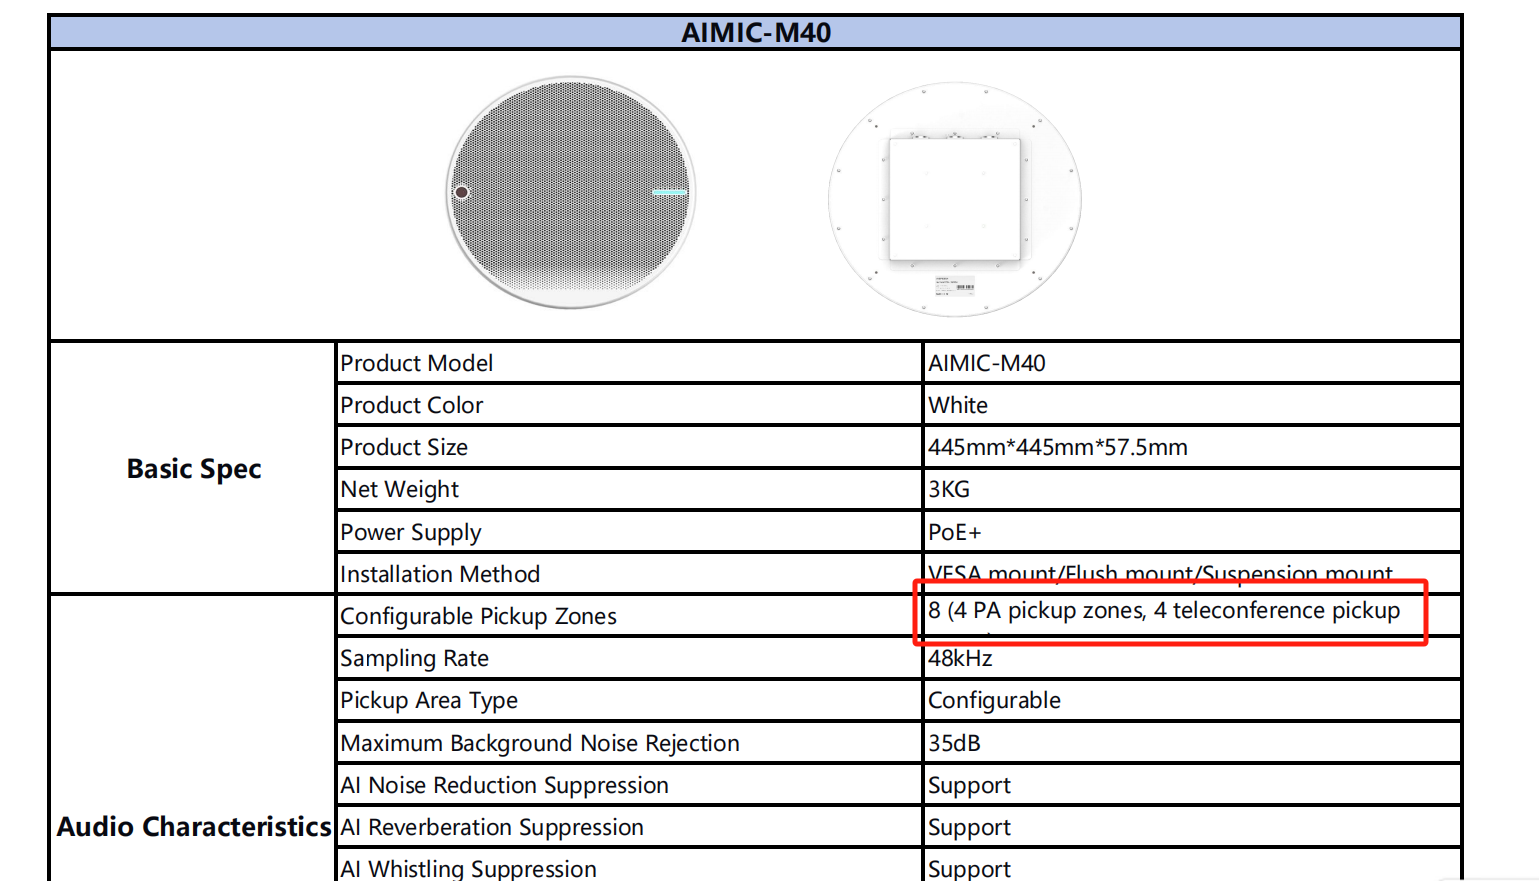 AIMIC-M40
Basic Spec
Product Model
AIMIC-M40
Product Color
White
Product Size
445mm*445mm*57.5mm
Net Weight
3KG
Power Supply
PoE+
Installation Method
VESA mount/Flush mount/Suspension mount
Audio Characteristics
Configurable Pickup Zones
8 (4 PA pickup zones, 4 teleconference pickup
Sampling Rate
48kHz
Pickup Area Type
Configurable
Maximum Background Noise Rejection
35dB
AI Noise Reduction Suppression
Support
AI Reverberation Suppression
Support
AI Whistling Suppression
Support